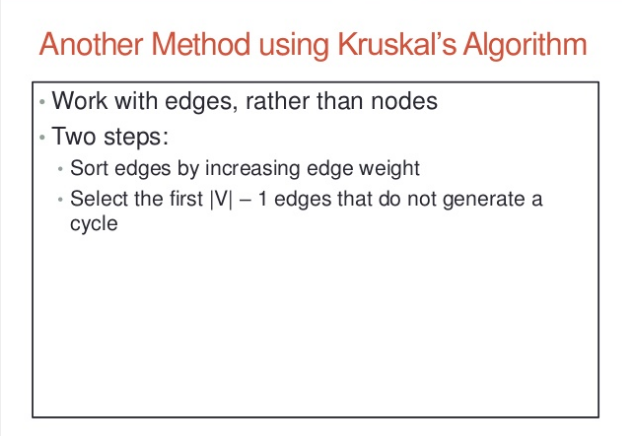 Another Method using Kruskal's Algorithm
• Work with edges, rather than nodes
• Two steps:
• Sort edges by increasing edge weight
• Select the first |V| – 1 edges that do not generate a
cycle